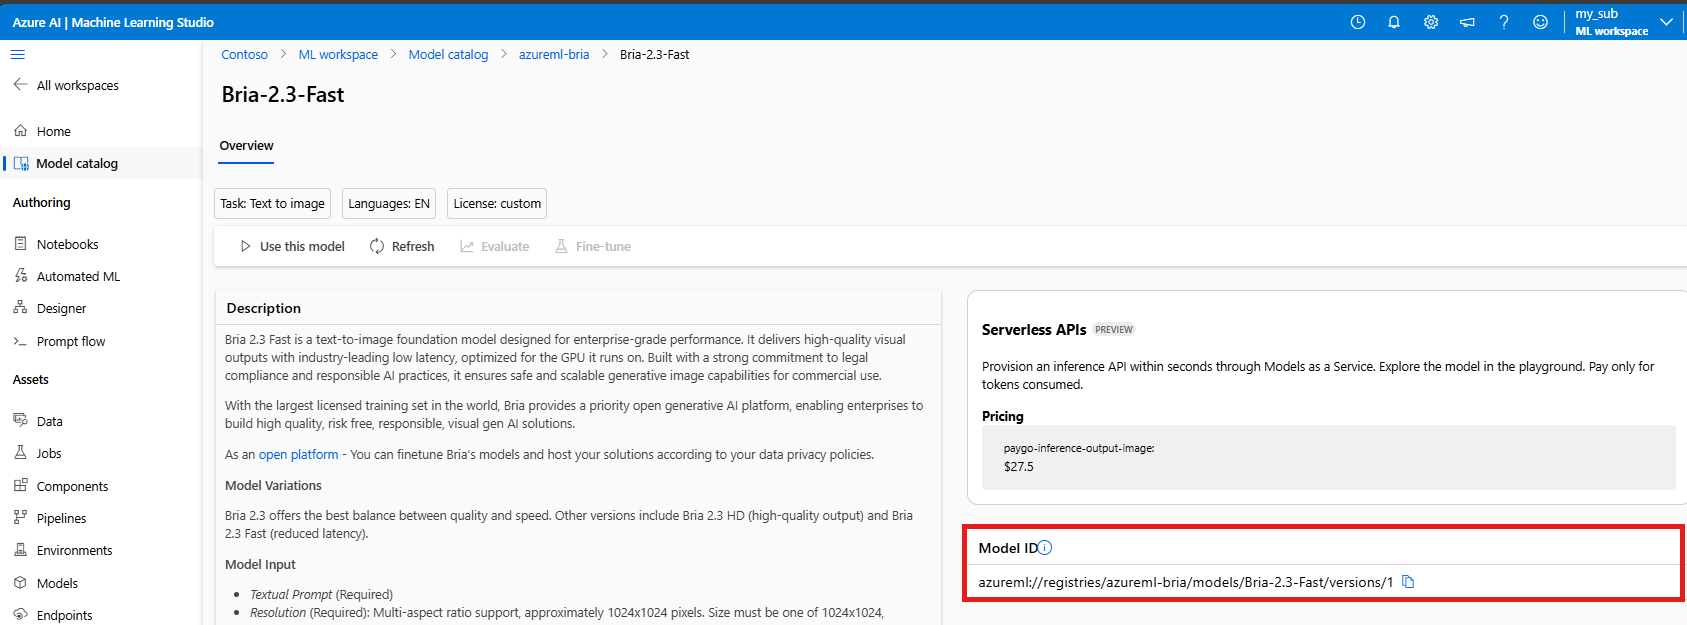 Azure AI | Machine Learning Studio
my_sub
ML workspace
All workspaces
Home
Model catalog
Authoring
Notebooks
Automated ML
Designer
Prompt flow
Assets
Data
Jobs
Components
Pipelines
Environments
Models
Endpoints
Contoso > ML workspace > Model catalog > azureml-bria > Bria-2.3-Fast
Bria-2.3-Fast
Overview
Task: Text to image Languages: EN License: custom
Use this model Refresh Evaluate Fine-tune
Description
Bria 2.3 Fast is a text-to-image foundation model designed for enterprise-grade performance. It delivers high-quality visual
outputs with industry-leading low latency, optimized for the GPU it runs on. Built with a strong commitment to legal
compliance and responsible AI practices, it ensures safe and scalable generative image capabilities for commercial use.
With the largest licensed training set in the world, Bria provides a priority open generative AI platform, enabling enterprises to
build high quality, risk free, responsible, visual gen AI solutions.
As an open platform - You can finetune Bria's models and host your solutions according to your data privacy policies.
Model Variations
Bria 2.3 offers the best balance between quality and speed. Other versions include Bria 2.3 HD (high-quality output) and Bria
2.3 Fast (reduced latency).
Model Input
• Textual Prompt (Required)
• Resolution (Required): Multi-aspect ratio support, approximately 1024x1024 pixels. Size must be one of 1024x1024,
Serverless APIs PREVIEW
Provision an inference API within seconds through Models as a Service. Explore the model in the playground. Pay only for
tokens consumed.
Pricing
paygo-inference-output-image:
$27.5
Model ID
azureml://registries/azureml-bria/models/Bria-2.3-Fast/versions/1